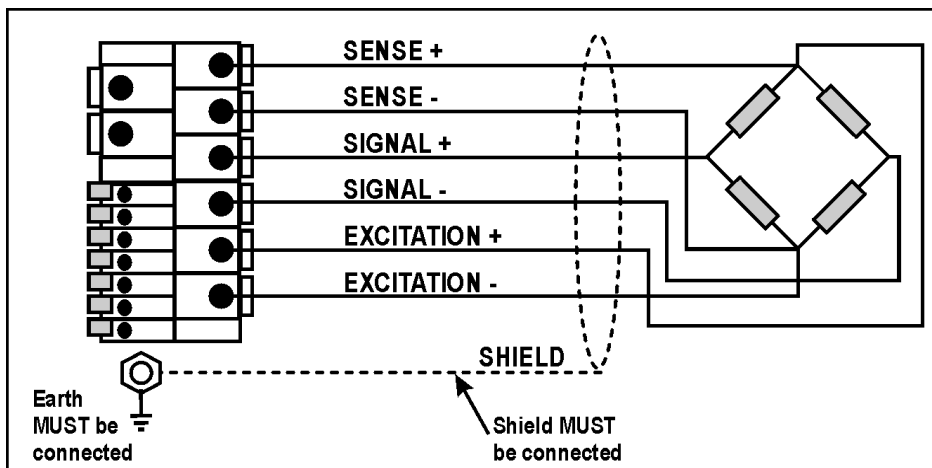 SENSE +
SENSE -
SIGNAL +
SIGNAL -
EXCITATION +
EXCITATION -
SHIELD
Earth
MUST be
connected
Shield MUST
be connected